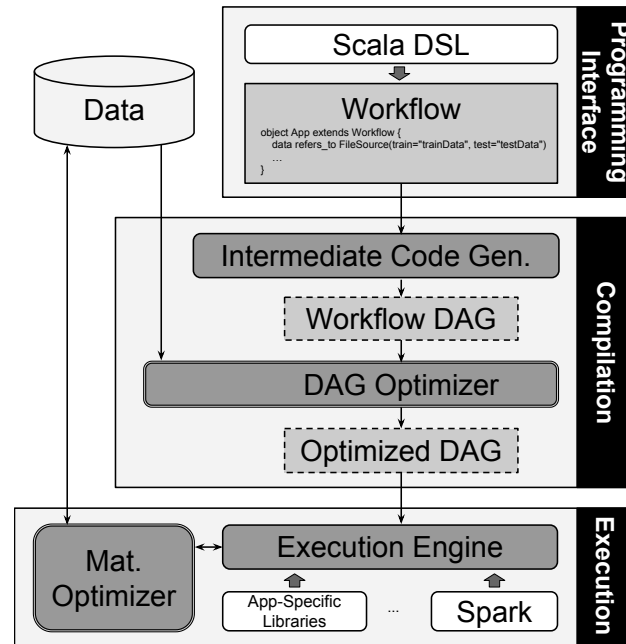 Scala DSL
Programming
Interface
Data
Workflow
object App extends Workflow {
data refers_to FileSource(train="trainData", test="testData")
...
}
Intermediate Code Gen.
Workflow DAG
DAG Optimizer
Optimized DAG
Compilation
Mat.
Optimizer
Execution Engine
App-Specific
Libraries
...
Spark
Execution